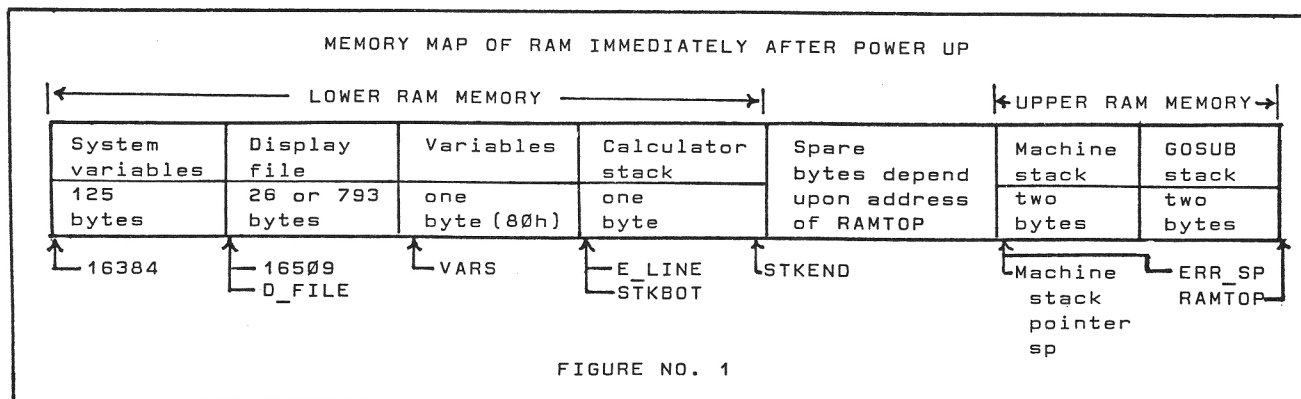 MEMORY MAP OF RAM IMMEDIATELY AFTER POWER UP
LOWER RAM MEMORY
UPPER RAM MEMORY
System variables
125 bytes
Display file
26 or 793 bytes
Variables
one byte (80h)
Calculator stack
one byte
Spare bytes depend upon address of RAMTOP
Machine stack
two bytes
GOSUB stack
two bytes
16384
16509
D_FILE
VARS
E_LINE
STKBOT
STKEND
Machine stack pointer sp
ERR_SP
RAMTOP
FIGURE NO. 1